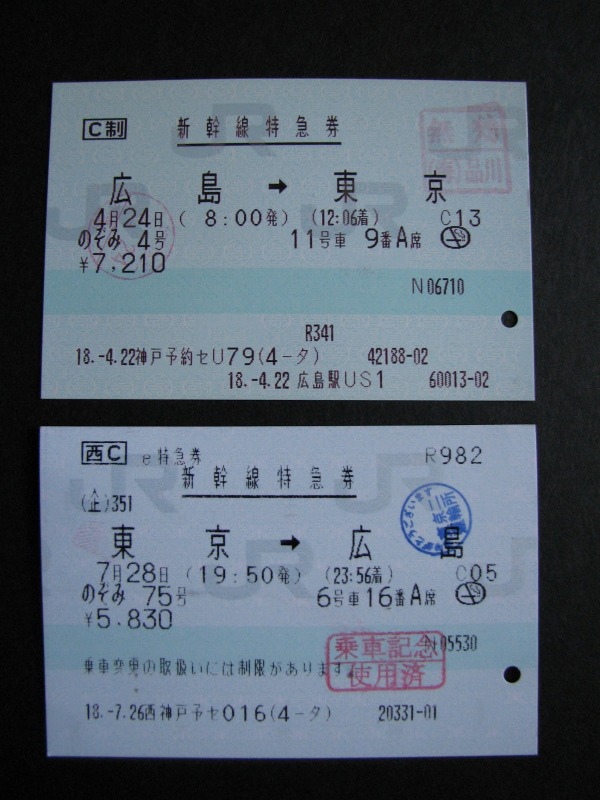 C制 新幹線特急券
無効
品川
広島 → 東京
4月24日 ( 8:00発) (12:06着) C13
のぞみ 4号 11号車 9番A席
¥7,210
N06710
R341
18.-4.22神戸予約セU79(4-タ) 42188-02
18.-4.22 広島駅US1 60013-02
西C e特急券 R982
新幹線特急券
(企)351
東京 → 広島
7月28日 (19:50発) (23:56着) C05
のぞみ 75号 6号車16番A席
¥5,830
乗車記念 N05530
使用済
乗車変更の取扱いには制限があります。
18.-7.26西神戸予セ016(4-タ) 20331-01